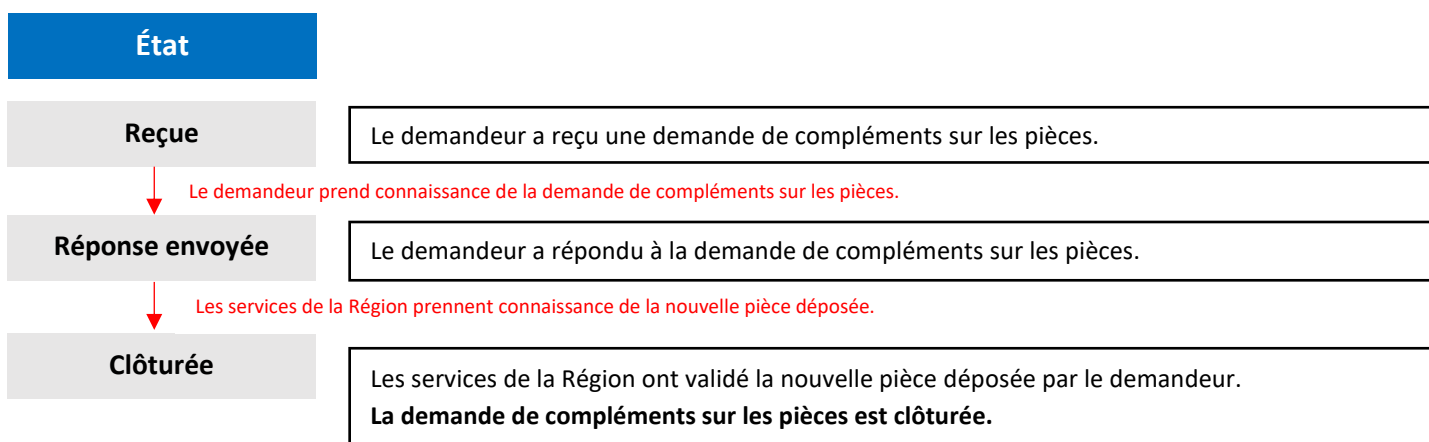 État
Reçue
Le demandeur a reçu une demande de compléments sur les pièces.
Le demandeur prend connaissance de la demande de compléments sur les pièces.
Réponse envoyée
Le demandeur a répondu à la demande de compléments sur les pièces.
Les services de la Région prennent connaissance de la nouvelle pièce déposée.
Clôturée
Les services de la Région ont validé la nouvelle pièce déposée par le demandeur.
La demande de compléments sur les pièces est clôturée.